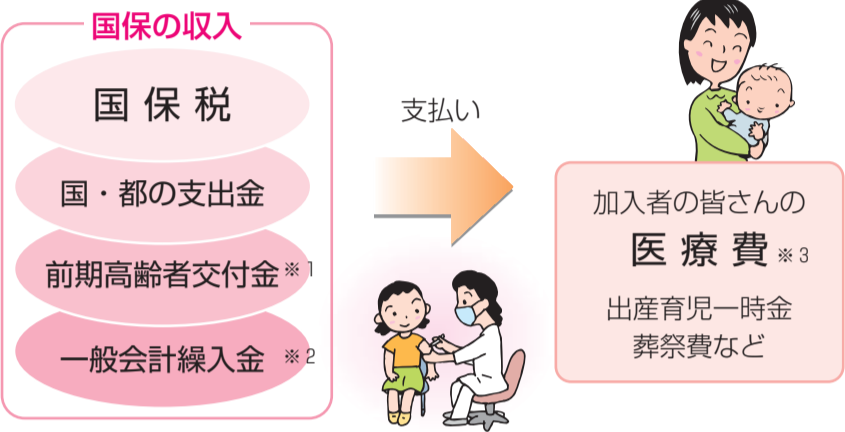 国保の収入
国保税
国・都の支出金
前期高齢者交付金※1
一般会計繰入金※2
支払い
加入者の皆さんの
医療費※3
出産育児一時金
葬祭費など